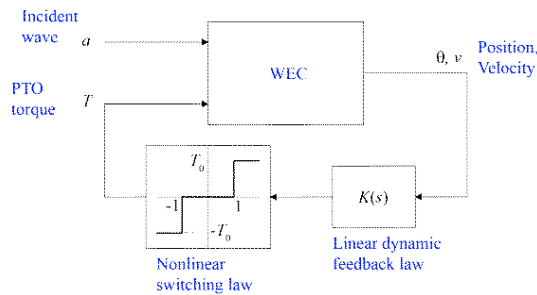 Incident
wave a
WEC
θ, v
Position,
Velocity
PTO
torque T
T0
-1 1
-T0
K(s)
Linear dynamic
feedback law
Nonlinear
switching law